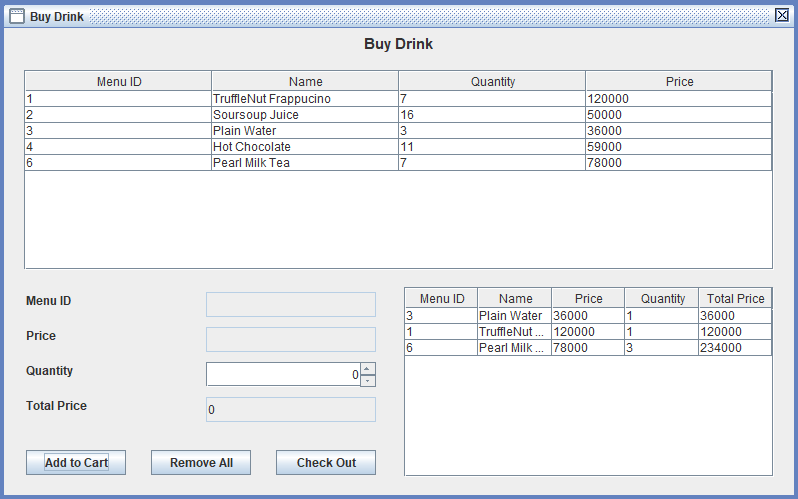 Buy Drink
Buy Drink
Menu ID Name Quantity Price
1 TruffleNut Frappucino 7 120000
2 Soursoup Juice 16 50000
3 Plain Water 3 36000
4 Hot Chocolate 11 59000
6 Pearl Milk Tea 7 78000
Menu ID
Price
Quantity 0
Total Price 0
Add to Cart Remove All Check Out
Menu ID Name Price Quantity Total Price
3 Plain Water 36000 1 36000
1 TruffleNut ... 120000 1 120000
6 Pearl Milk ... 78000 3 234000